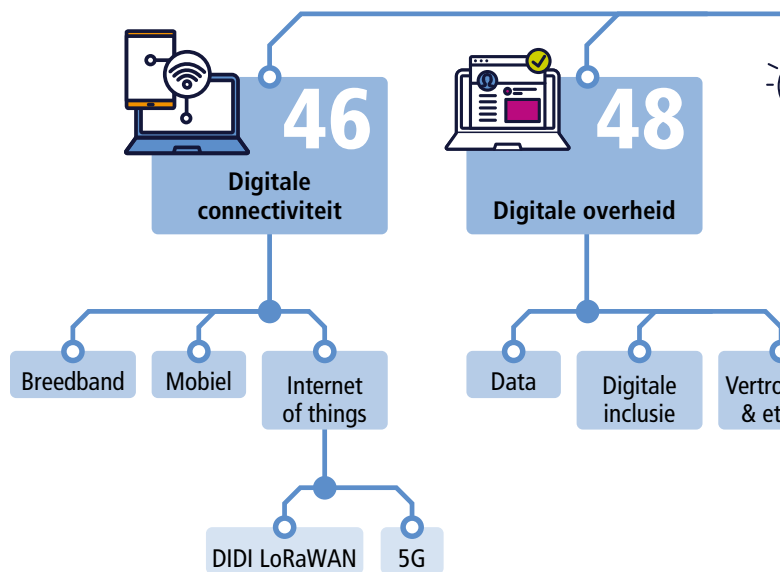 46
Digitale
connectiviteit
48
Digitale overheid
Breedband
Mobiel
Internet
of things
Data
Digitale
inclusie
DIDI LoRaWAN
5G